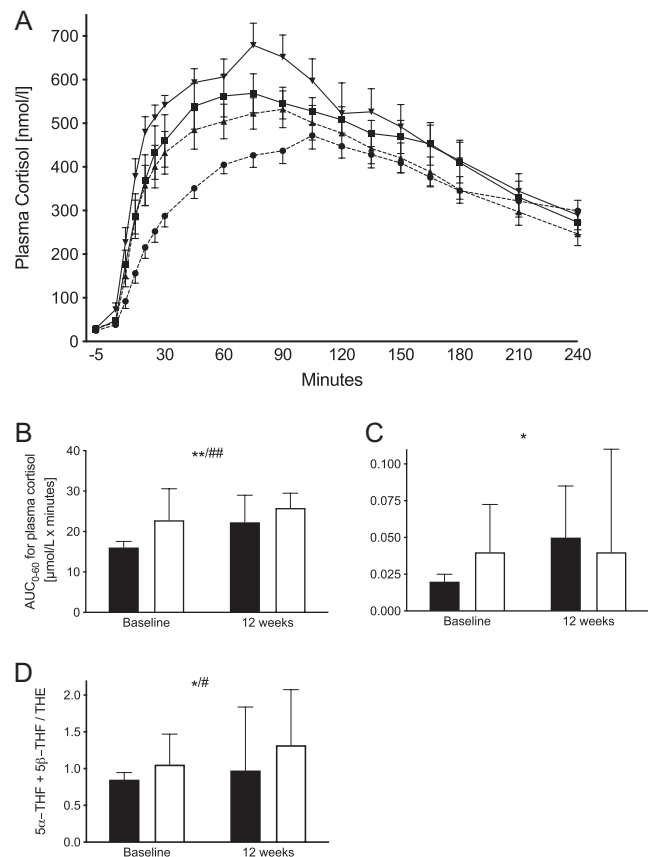 A
Plasma Cortisol [nmol/l]
700
600
500
400
300
200
100
0
-5 30 60 90 120 150 180 210 240
Minutes
B
AUC0-60 for plasma cortisol
[µmol/L x minutes]
**/##
40
30
20
10
0
Baseline 12 weeks
C
*
0.100
0.075
0.050
0.025
0.000
Baseline 12 weeks
D
5α−THF + 5β−THF / THE
*/#
2.0
1.5
1.0
0.5
0.0
Baseline 12 weeks